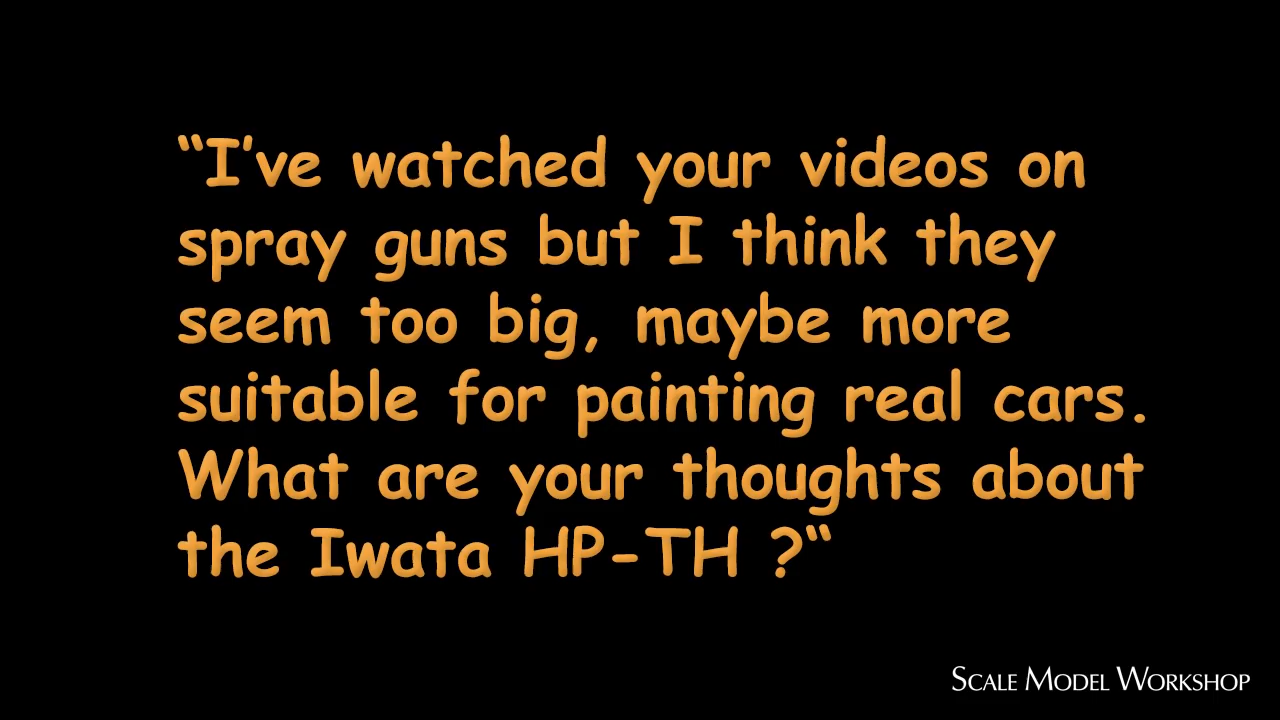 “I’ve watched your videos on
spray guns but I think they
seem too big, maybe more
suitable for painting real cars.
What are your thoughts about
the Iwata HP-TH ?“
Scale Model Workshop